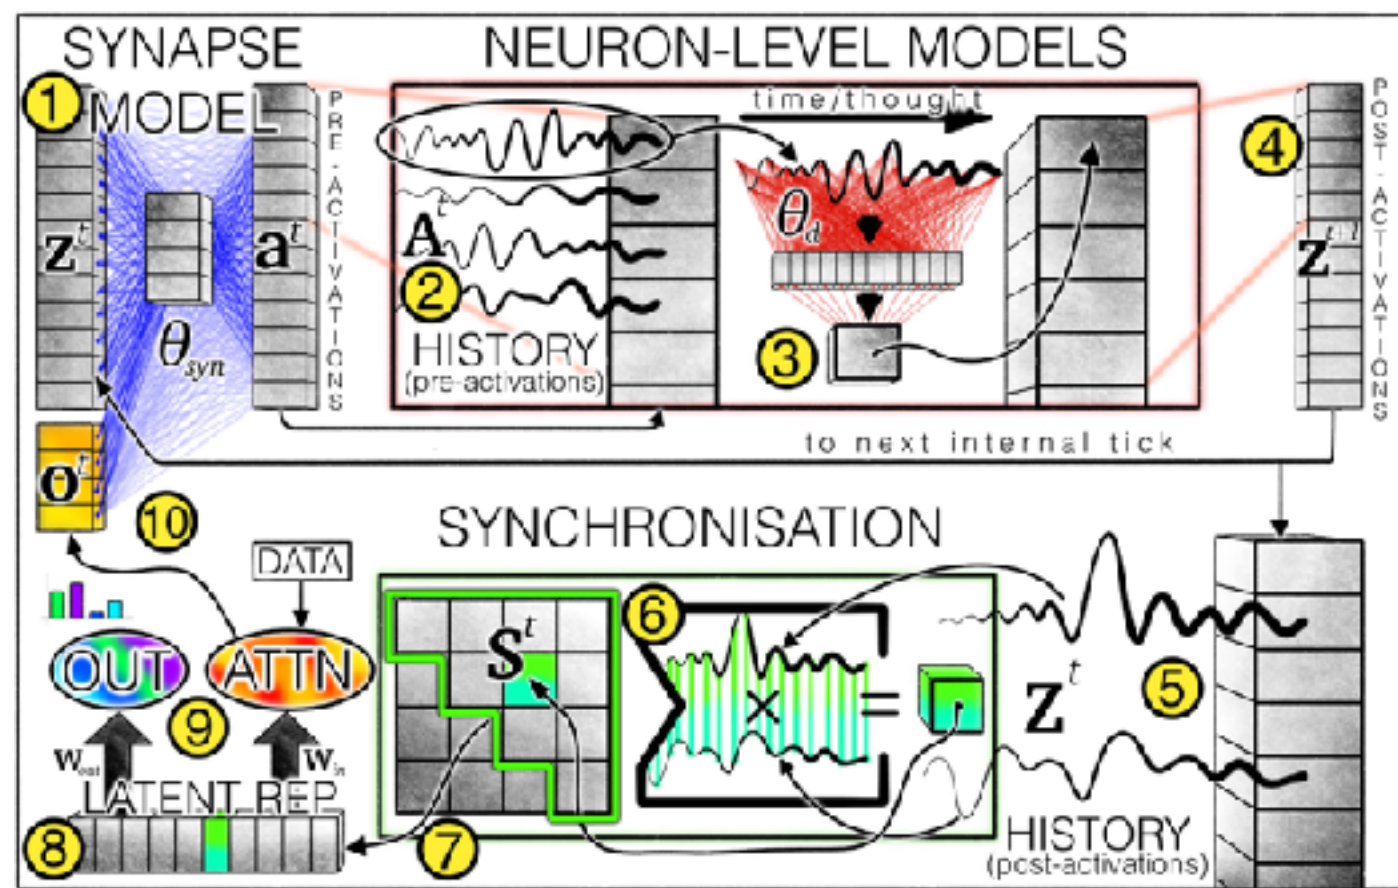 SYNAPSE
MODEL
NEURON-LEVEL MODELS
1
z^t
θ_syn
a^t
PRE-ACTIVATIONS
time/thought
A^t
2
HISTORY
(pre-activations)
θ_d
3
4
z^{t+1}
POST-ACTIVATIONS
to next internal tick
o^t
10
DATA
OUT
ATTN
9
W_out
W_in
LATENT REP
8
SYNCHRONISATION
S^t
7
6
×
=
Z^t
5
HISTORY
(post-activations)